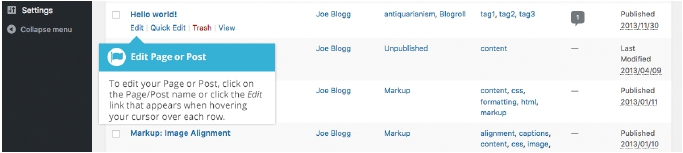 Settings
Collapse menu
Hello world! Joe Blogg antiquarianism, Blogroll tag1, tag2, tag3 1 Published
Edit | Quick Edit | Trash | View 2013/11/30
Joe Blogg Unpublished content — Last
Modified
2013/04/09
Edit Page or Post
To edit your Page or Post, click on
the Page/Post name or click the Edit
link that appears when hovering
your cursor over each row.
Joe Blogg Markup content, css, — Published
formatting, html, 2013/01/11
markup
Markup: Image Alignment Joe Blogg Markup alignment, captions, — Published
content, css, image, 2013/01/10